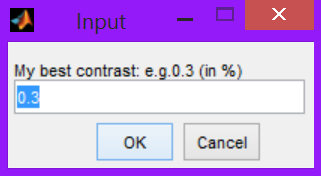 Input
My best contrast: e.g.0.3 (in %)
0.3
OK
Cancel